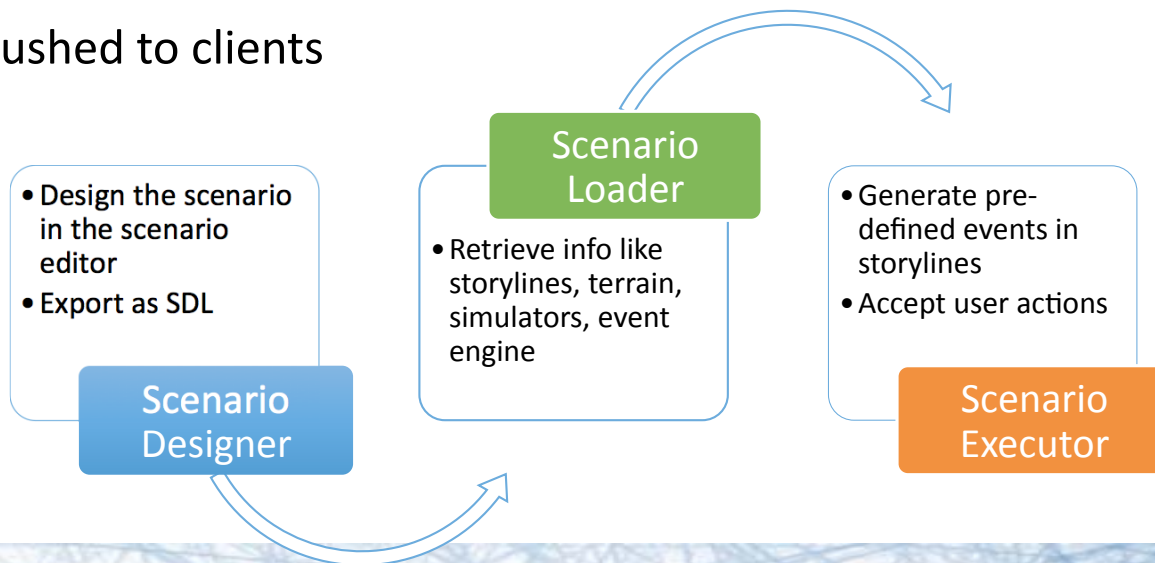 ushed to clients
• Design the scenario
in the scenario
editor
• Export as SDL
Scenario
Designer
Scenario
Loader
• Retrieve info like
storylines, terrain,
simulators, event
engine
• Generate pre-
defined events in
storylines
• Accept user actions
Scenario
Executor